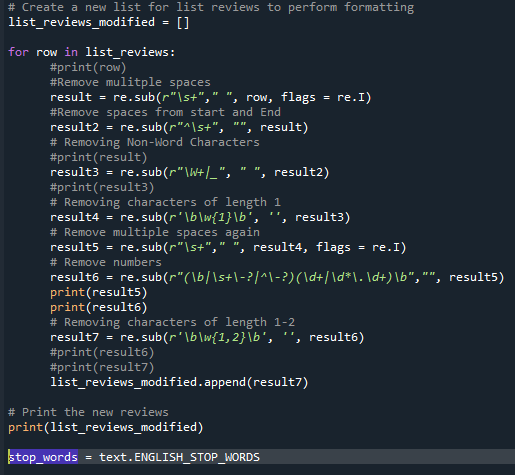 # Create a new list for list reviews to perform formatting
list_reviews_modified = []
for row in list_reviews:
#print(row)
#Remove mulitple spaces
result = re.sub(r"\s+"," ", row, flags = re.I)
#Remove spaces from start and End
result2 = re.sub(r"^\s+", "", result)
# Removing Non-Word Characters
#print(result)
result3 = re.sub(r"\W+|_", " ", result2)
#print(result3)
# Removing characters of length 1
result4 = re.sub(r'\b\w{1}\b', '', result3)
# Remove multiple spaces again
result5 = re.sub(r"\s+"," ", result4, flags = re.I)
# Remove numbers
result6 = re.sub(r"(\b|\s+\-?|^\-?)(\d+|\d*\.\d+)\b","", result5)
print(result5)
print(result6)
# Removing characters of length 1-2
result7 = re.sub(r'\b\w{1,2}\b', '', result6)
#print(result6)
#print(result7)
list_reviews_modified.append(result7)
# Print the new reviews
print(list_reviews_modified)
stop_words = text.ENGLISH_STOP_WORDS